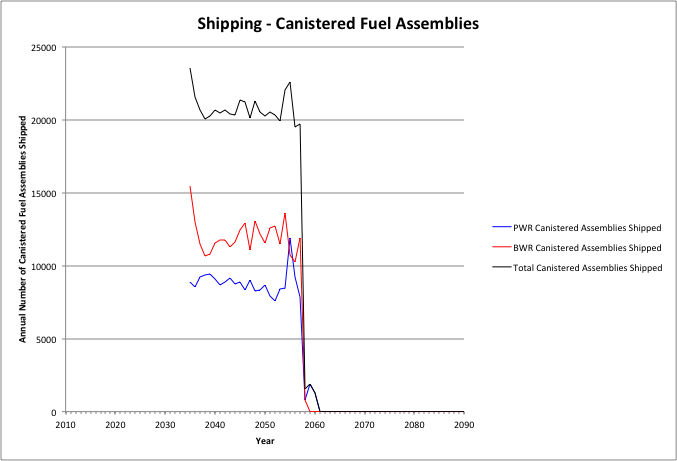 Shipping - Canistered Fuel Assemblies
Annual Number of Canistered Fuel Assemblies Shipped
25000
20000
15000
10000
5000
0
2010 2020 2030 2040 2050 2060 2070 2080 2090
Year
PWR Canistered Assemblies Shipped
BWR Canistered Assemblies Shipped
Total Canistered Assemblies Shipped